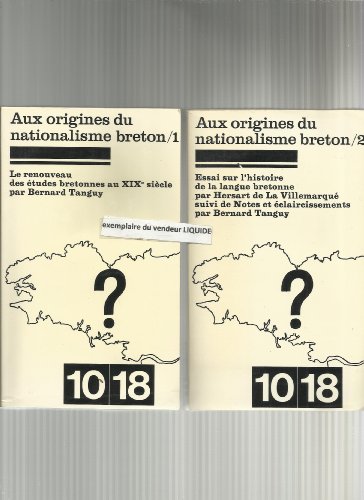 Aux origines du
nationalisme breton/1
Le renouveau
des études bretonnes au XIXe siècle
par Bernard Tanguy
exemplaire du vendeur LIQUIDE
?
10 18
Aux origines du
nationalisme breton/2
Essai sur l'histoire
de la langue bretonne
par Hersart de La Villemarqué
suivi de Notes et éclaircissements
par Bernard Tanguy
?
10 18